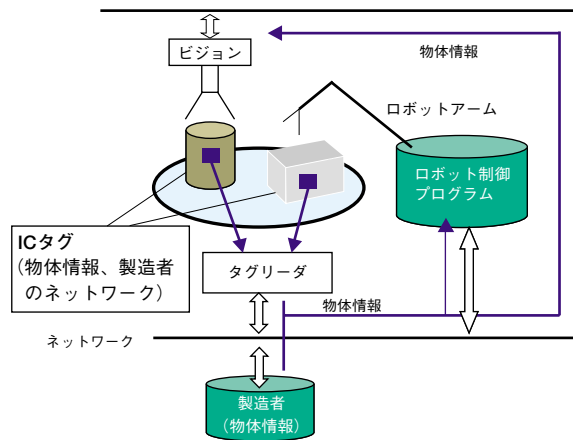 ビジョン
物体情報
ロボットアーム
ロボット制御
プログラム
ICタグ
(物体情報、製造者
のネットワーク)
タグリーダ
物体情報
ネットワーク
製造者
(物体情報)